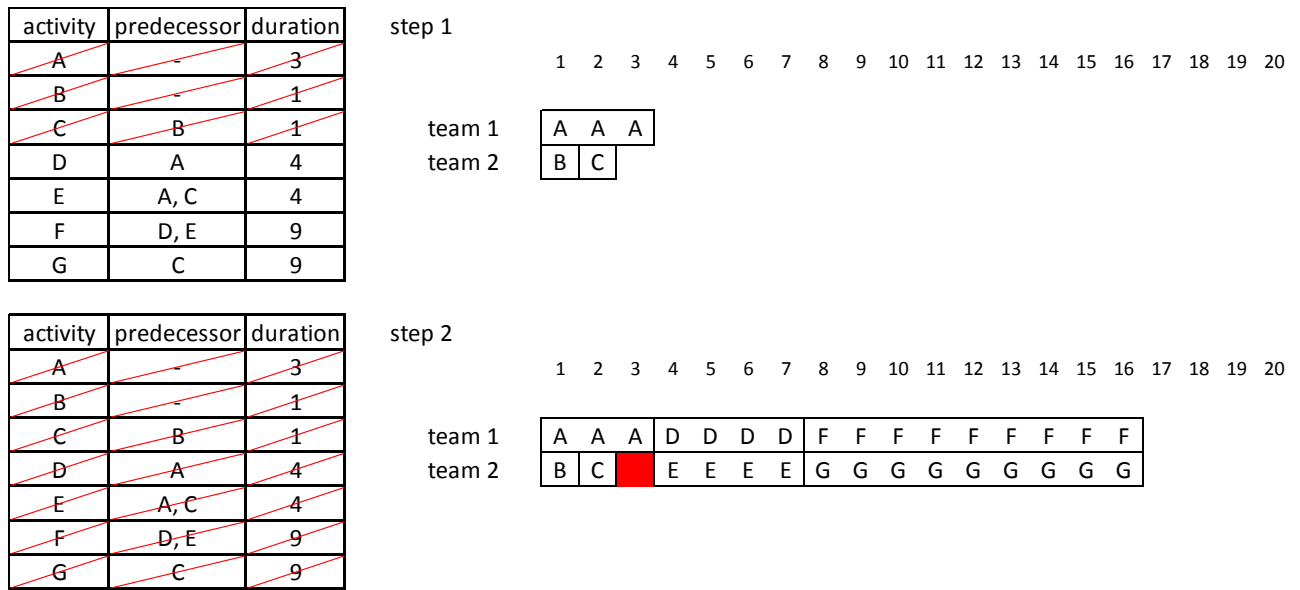 activity predecessor duration step 1
A - 3 1 2 3 4 5 6 7 8 9 10 11 12 13 14 15 16 17 18 19 20
B - 1
C B 1 team 1 A A A
D A 4 team 2 B C
E A, C 4
F D, E 9
G C 9
activity predecessor duration step 2
A - 3 1 2 3 4 5 6 7 8 9 10 11 12 13 14 15 16 17 18 19 20
B - 1
C B 1 team 1 A A A D D D D F F F F F F F F F
D A 4 team 2 B C E E E E G G G G G G G G G
E A, C 4
F D, E 9
G C 9